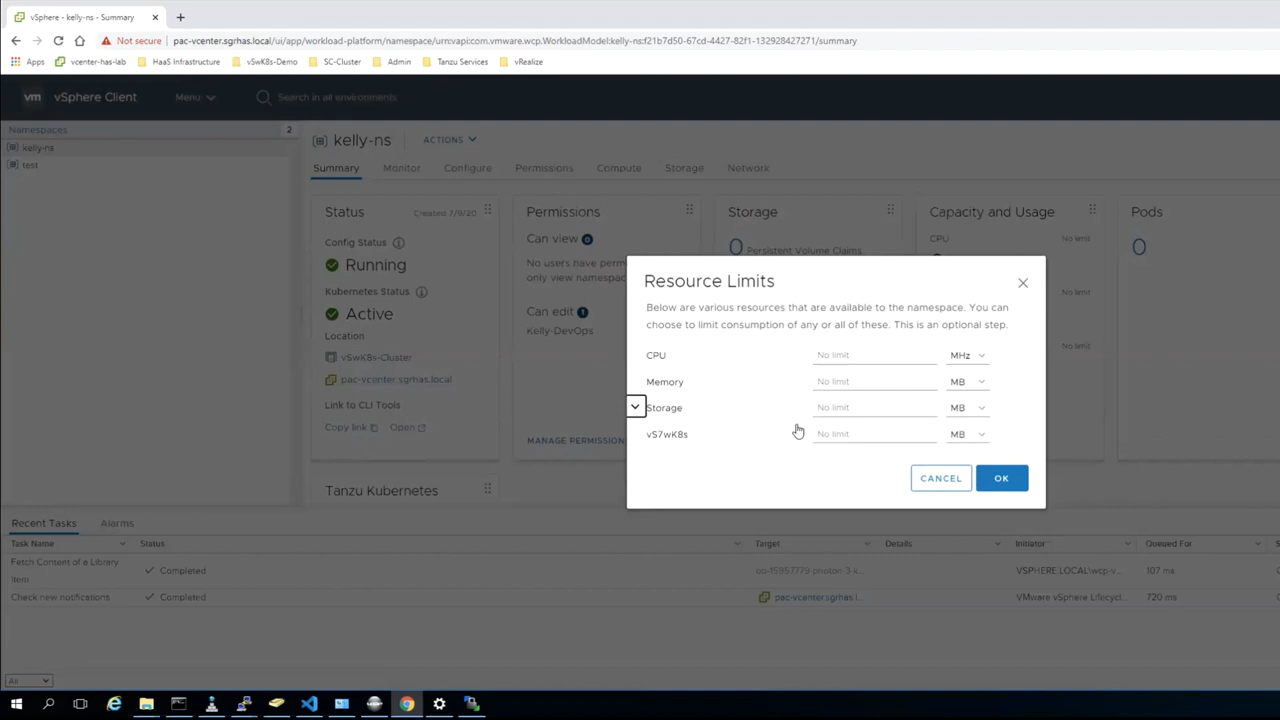 vSphere - kelly-ns - Summary
Not secure
pac-vcenter.sgrhas.local/ui/app/workload-platform/namespace/urn:vapi:com.vmware.wcp.WorkloadModel:kelly-ns:f21b7d50-67cd-4427-82f1-132928427271/summary
Apps vcenter-has-lab HaaS Infrastructure vSwK8s-Demo SC-Cluster Admin Tanzu Services vRealize
vm vSphere Client Menu Search in all environments
Namespaces 2
kelly-ns
test
kelly-ns ACTIONS
Summary Monitor Configure Permissions Compute Storage Network
Status Created 7/9/20
Config Status
Running
Kubernetes Status
Active
Location
vSwK8s-Cluster
pac-vcenter.sgrhas.local
Link to CLI Tools
Copy link Open
Permissions
Can view 0
No users have permi
only view namespac
Can edit 1
Kelly-DevOps
MANAGE PERMISSION
Storage
0 Persistent Volume Claims
Capacity and Usage
CPU No limit
No limit
No limit
Pods
0
Tanzu Kubernetes
Resource Limits
Below are various resources that are available to the namespace. You can
choose to limit consumption of any or all of these. This is an optional step.
CPU No limit MHz
Memory No limit MB
Storage No limit MB
vS7wK8s No limit MB
CANCEL OK
Recent Tasks Alarms
Task Name Status Target Details Initiator Queued For
Fetch Content of a Library
Item
Completed VSPHERE.LOCAL\wcp-v... 107 ms
Check new notifications Completed pac-vcenter.sgrhas.l... VMware vSphere Lifecycl... 720 ms
All